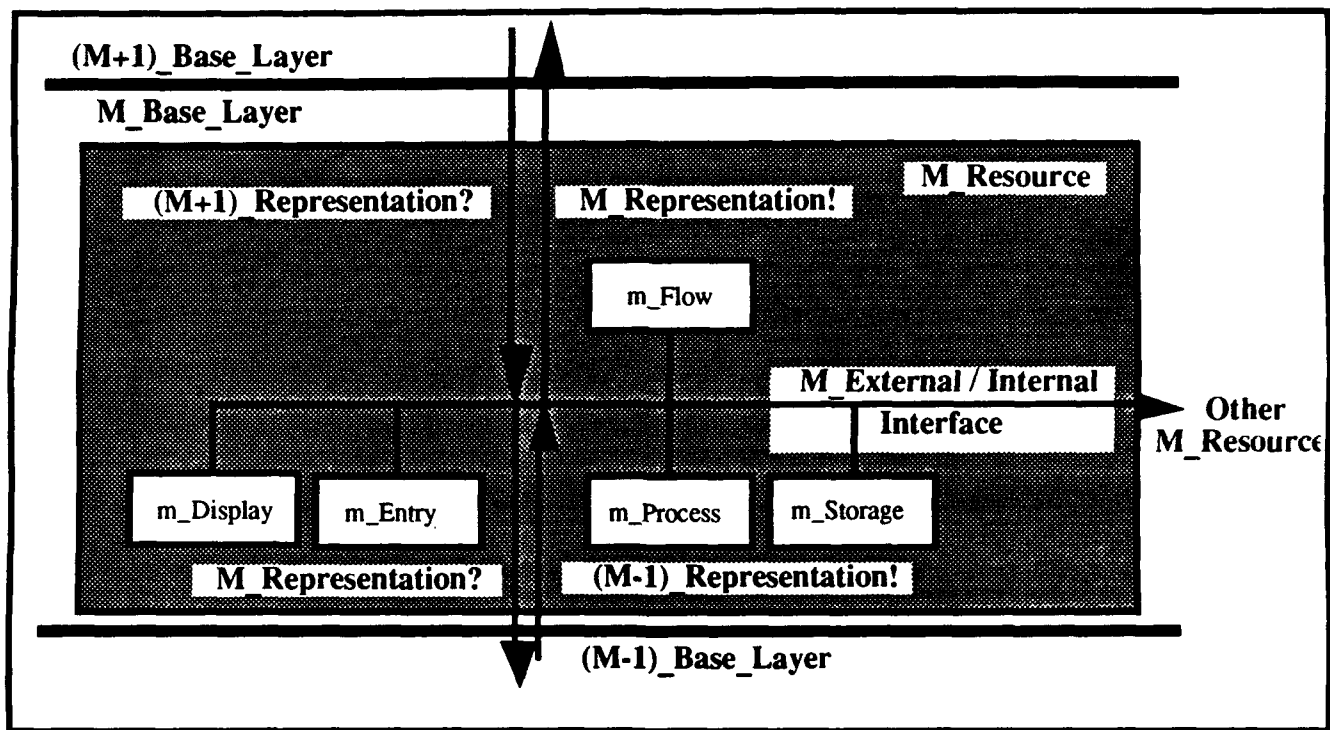 (M+1)_Base_Layer
M_Base_Layer
M_Resource
(M+1)_Representation?
M_Representation!
m_Flow
M_External / Internal
Interface
Other
M_Resource
m_Display
m_Entry
m_Process
m_Storage
M_Representation?
(M-1)_Representation!
(M-1)_Base_Layer